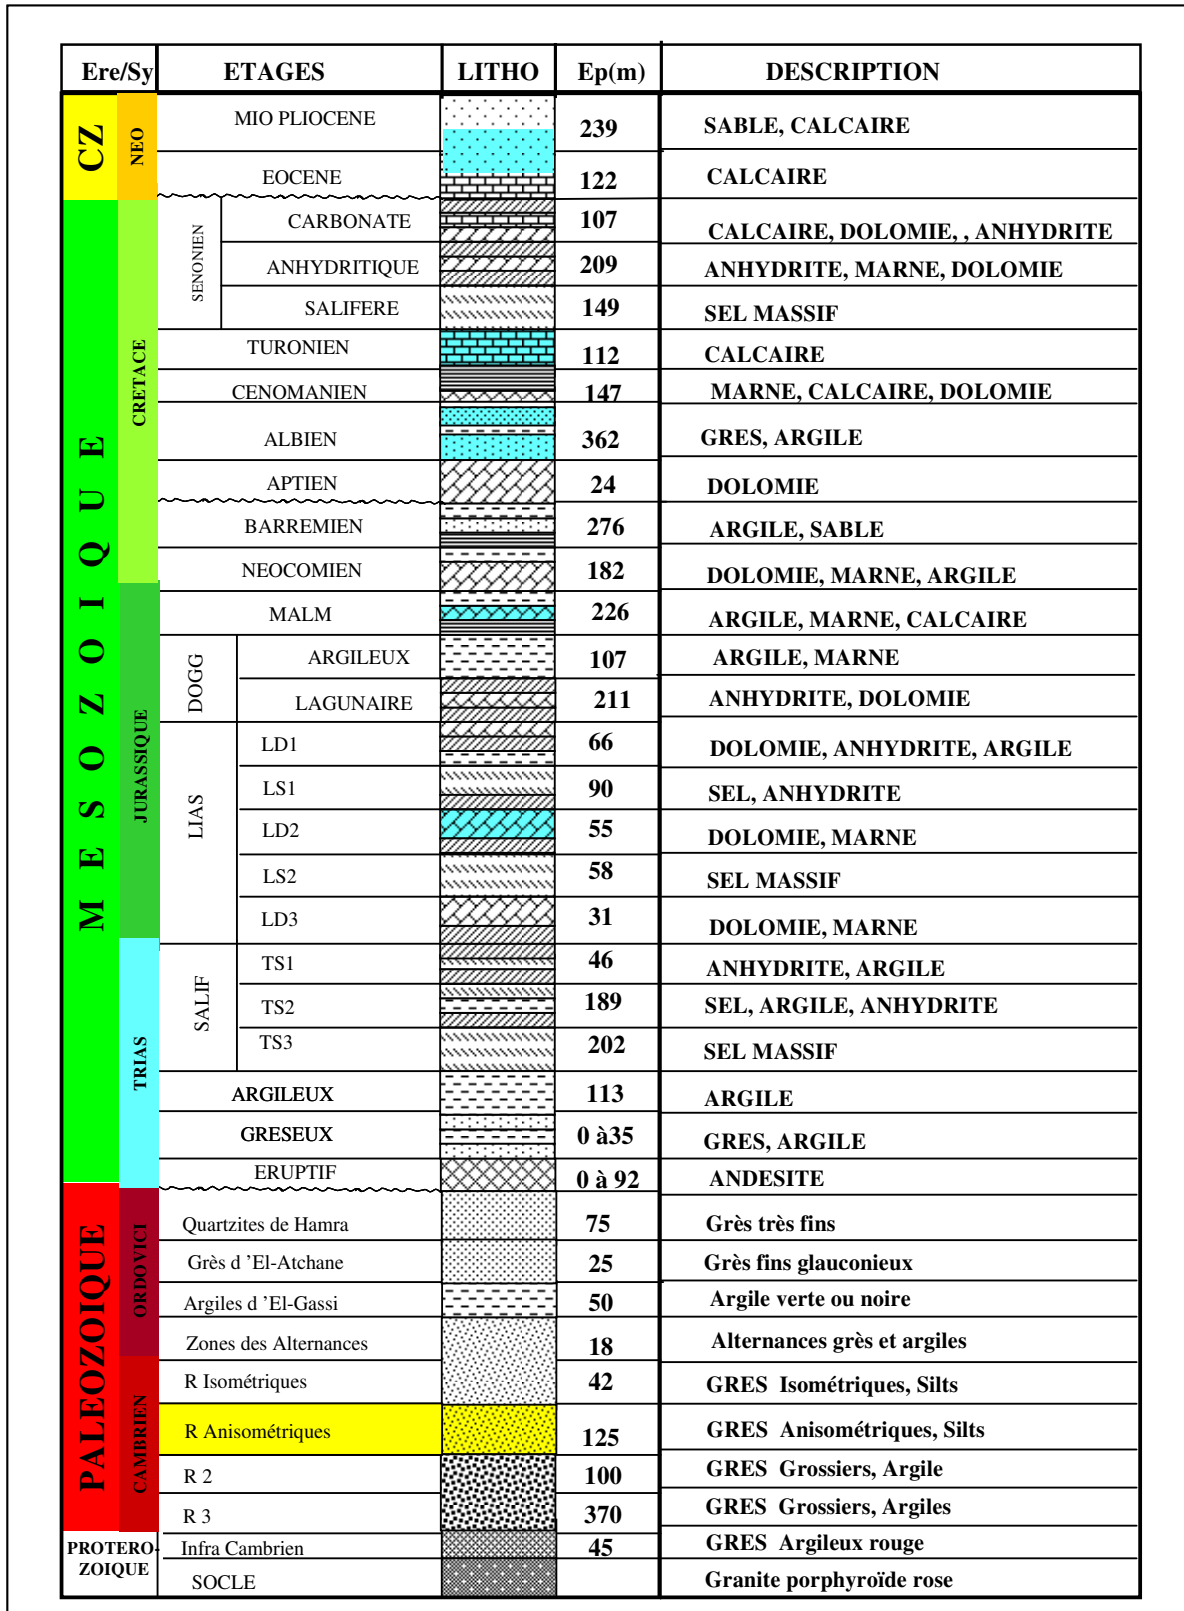 Ere/Sy ETAGES LITHO Ep(m) DESCRIPTION
CZ
NEO
MIO PLIOCENE 239 SABLE, CALCAIRE
EOCENE 122 CALCAIRE
MESOZOIQUE
CRETACE
SENONIEN
CARBONATE 107 CALCAIRE, DOLOMIE, , ANHYDRITE
ANHYDRITIQUE 209 ANHYDRITE, MARNE, DOLOMIE
SALIFERE 149 SEL MASSIF
TURONIEN 112 CALCAIRE
CENOMANIEN 147 MARNE, CALCAIRE, DOLOMIE
ALBIEN 362 GRES, ARGILE
APTIEN 24 DOLOMIE
BARREMIEN 276 ARGILE, SABLE
NEOCOMIEN 182 DOLOMIE, MARNE, ARGILE
JURASSIQUE
MALM 226 ARGILE, MARNE, CALCAIRE
DOGG
ARGILEUX 107 ARGILE, MARNE
LAGUNAIRE 211 ANHYDRITE, DOLOMIE
LIAS
LD1 66 DOLOMIE, ANHYDRITE, ARGILE
LS1 90 SEL, ANHYDRITE
LD2 55 DOLOMIE, MARNE
LS2 58 SEL MASSIF
LD3 31 DOLOMIE, MARNE
TRIAS
SALIF
TS1 46 ANHYDRITE, ARGILE
TS2 189 SEL, ARGILE, ANHYDRITE
TS3 202 SEL MASSIF
ARGILEUX 113 ARGILE
GRESEUX 0 à35 GRES, ARGILE
ERUPTIF 0 à 92 ANDESITE
PALEOZOIQUE
ORDOVICI
Quartzites de Hamra 75 Grès très fins
Grès d 'El-Atchane 25 Grès fins glauconieux
Argiles d 'El-Gassi 50 Argile verte ou noire
Zones des Alternances 18 Alternances grès et argiles
CAMBRIEN
R Isométriques 42 GRES Isométriques, Silts
R Anisométriques 125 GRES Anisométriques, Silts
R 2 100 GRES Grossiers, Argile
R 3 370 GRES Grossiers, Argiles
PROTERO-
ZOIQUE
Infra Cambrien 45 GRES Argileux rouge
SOCLE Granite porphyroïde rose